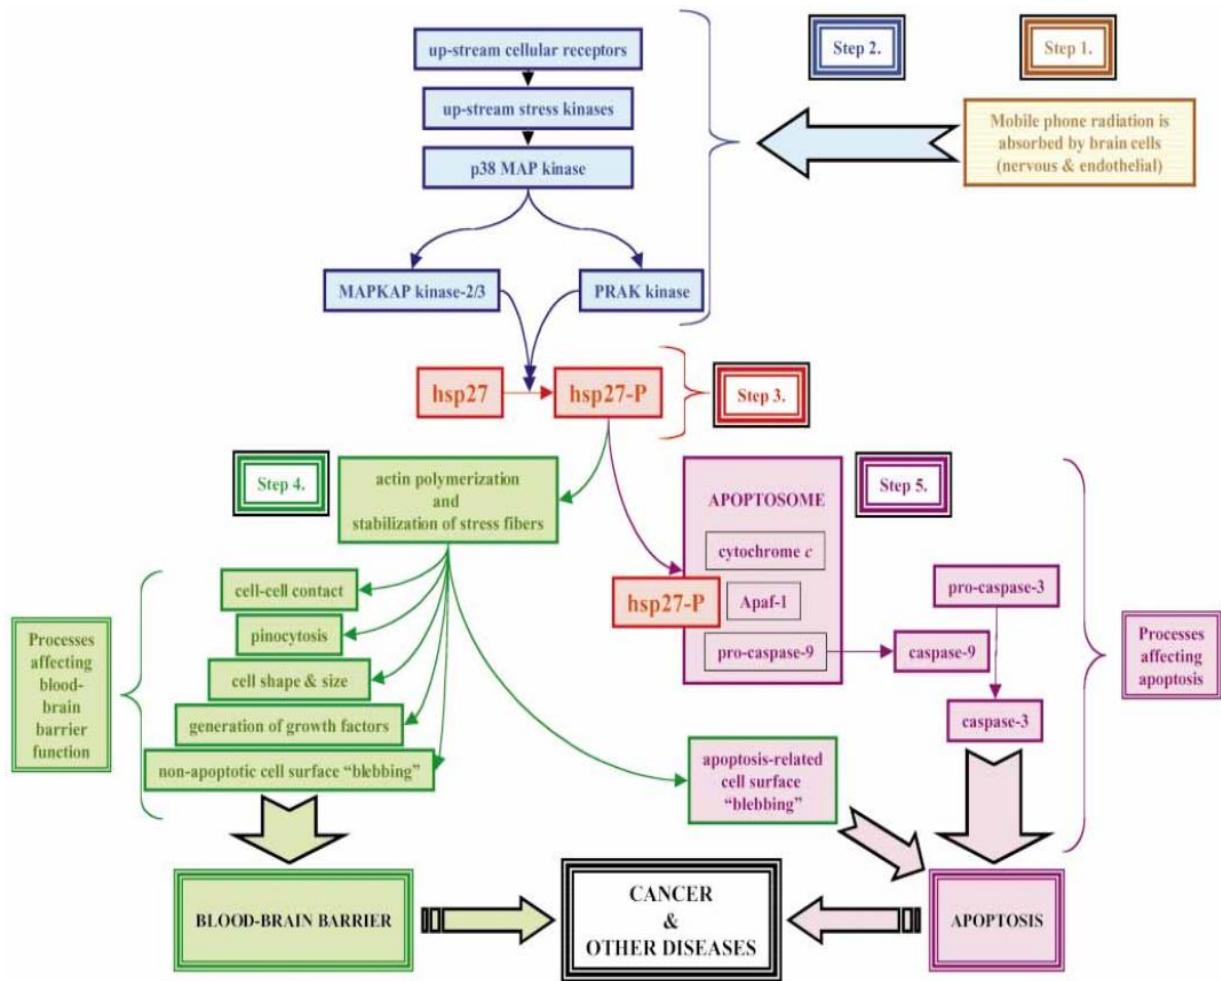 up-stream cellular receptors
Step 2.
Step 1.
up-stream stress kinases
Mobile phone radiation is
absorbed by brain cells
(nervous & endothelial)
p38 MAP kinase
MAPKAP kinase-2/3
PRAK kinase
hsp27
hsp27-P
Step 3.
Step 4.
actin polymerization
and
stabilization of stress fibers
APOPTOSOME
Step 5.
cytochrome c
hsp27-P
Apaf-1
pro-caspase-9
caspase-9
pro-caspase-3
caspase-3
Processes
affecting
apoptosis
cell-cell contact
pinocytosis
cell shape & size
generation of growth factors
non-apoptotic cell surface “blebbing”
Processes
affecting
blood-
brain
barrier
function
apoptosis-related
cell surface
“blebbing”
BLOOD-BRAIN BARRIER
CANCER
&
OTHER DISEASES
APOPTOSIS